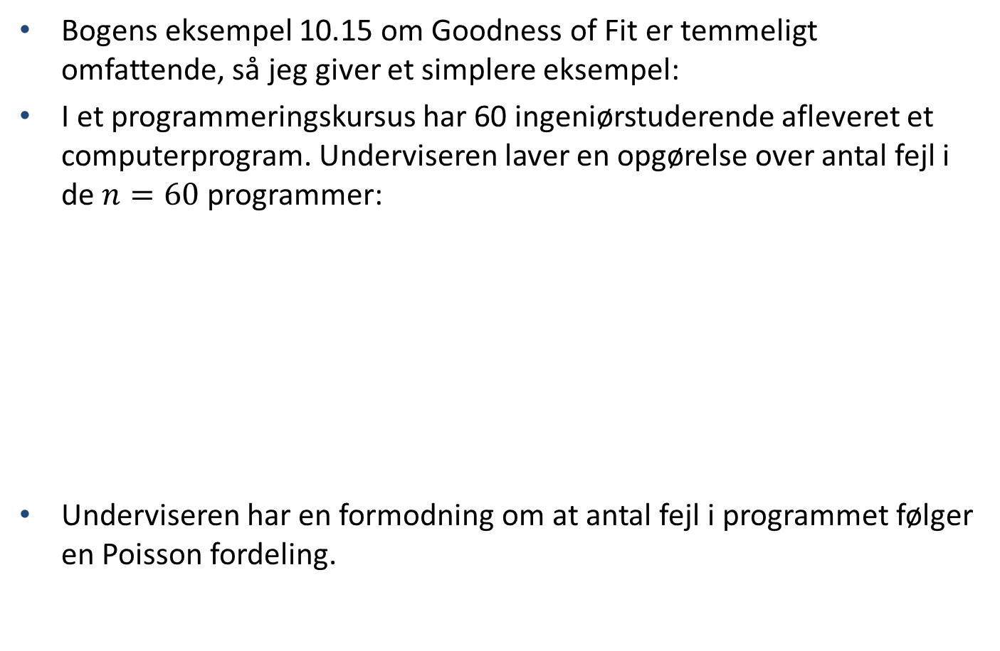 • Bogens eksempel 10.15 om Goodness of Fit er temmeligt
omfattende, så jeg giver et simplere eksempel:
• I et programmeringskursus har 60 ingeniørstuderende afleveret et
computerprogram. Underviseren laver en opgørelse over antal fejl i
de n = 60 programmer:
• Underviseren har en formodning om at antal fejl i programmet følger
en Poisson fordeling.